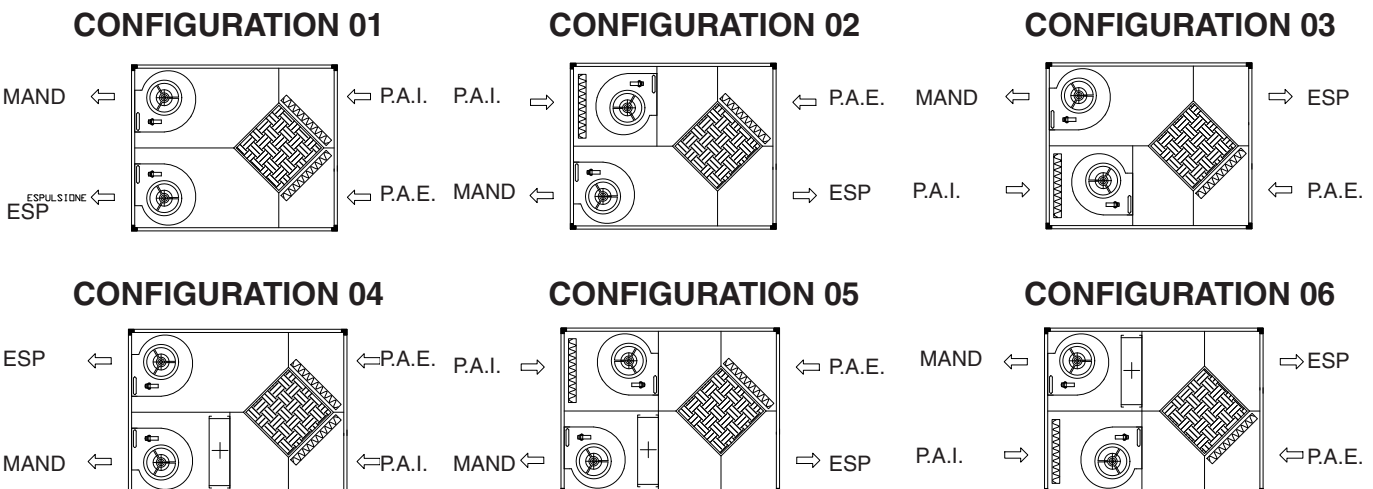 CONFIGURATION 01 CONFIGURATION 02 CONFIGURATION 03
MAND P.A.I. P.A.I. P.A.E. MAND ESP
ESPULSIONE
ESP P.A.E. MAND ESP P.A.I. P.A.E.
CONFIGURATION 04 CONFIGURATION 05 CONFIGURATION 06
ESP P.A.E. P.A.I. P.A.E. MAND ESP
MAND P.A.I. MAND ESP P.A.I. P.A.E.